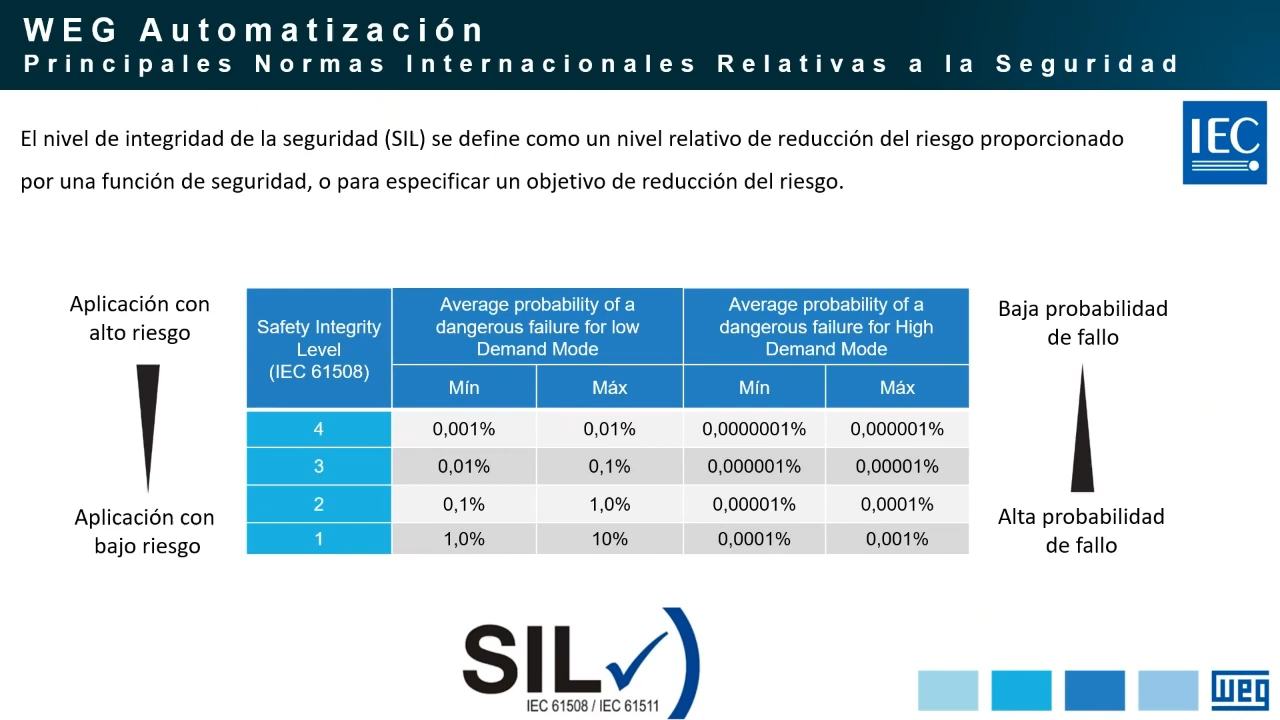 WEG Automatización
Principales Normas Internacionales Relativas a la Seguridad
El nivel de integridad de la seguridad (SIL) se define como un nivel relativo de reducción del riesgo proporcionado
por una función de seguridad, o para especificar un objetivo de reducción del riesgo.
IEC
Aplicación con
alto riesgo
Aplicación con
bajo riesgo
Safety Integrity
Level
(IEC 61508)
Average probability of a
dangerous failure for low
Demand Mode
Average probability of a
dangerous failure for High
Demand Mode
Mín
Máx
Mín
Máx
4
0,001%
0,01%
0,0000001%
0,000001%
3
0,01%
0,1%
0,000001%
0,00001%
2
0,1%
1,0%
0,00001%
0,0001%
1
1,0%
10%
0,0001%
0,001%
Baja probabilidad
de fallo
Alta probabilidad
de fallo
SIL
IEC 61508 / IEC 61511
weg